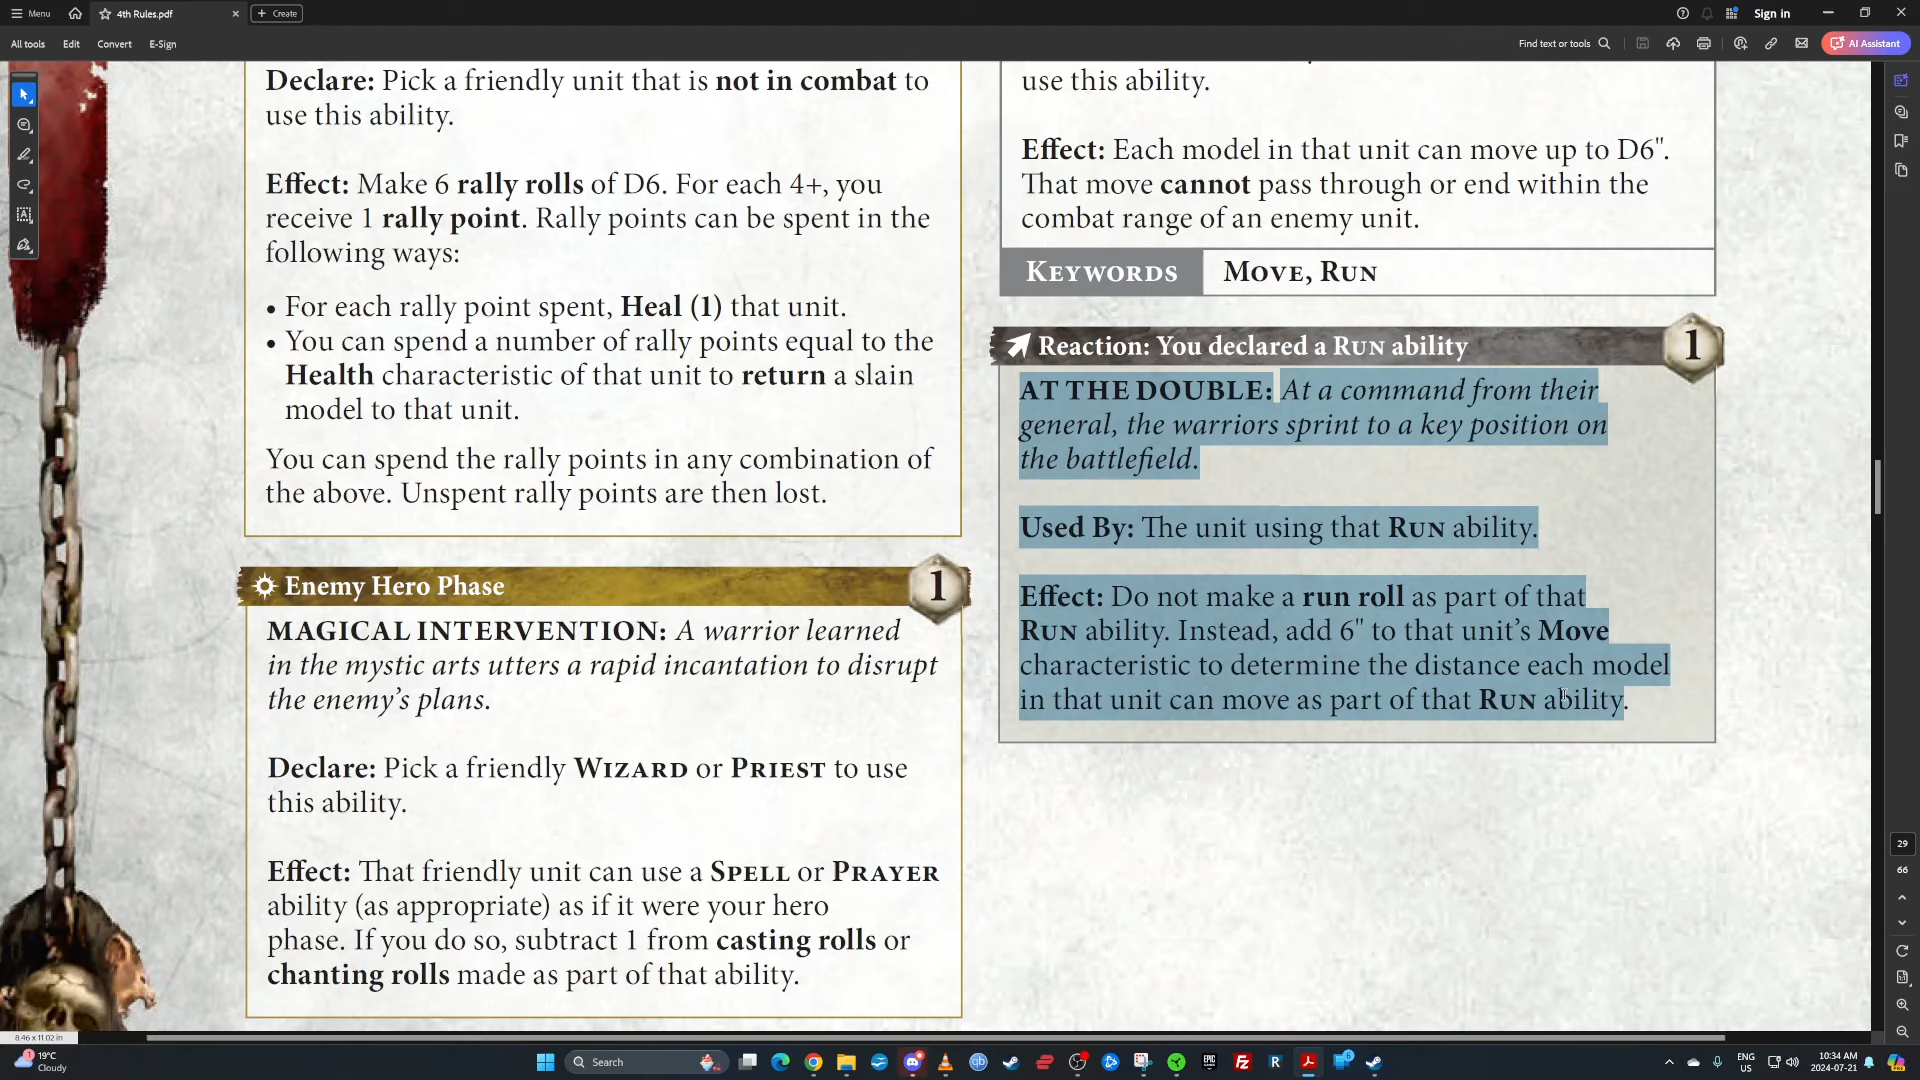 Menu
4th Rules.pdf
Create
Sign in
All tools
Edit
Convert
E-Sign
Find text or tools
AI Assistant
Declare: Pick a friendly unit that is not in combat to
use this ability.
Effect: Make 6 rally rolls of D6. For each 4+, you
receive 1 rally point. Rally points can be spent in the
following ways:
• For each rally point spent, Heal (1) that unit.
• You can spend a number of rally points equal to the
Health characteristic of that unit to return a slain
model to that unit.
You can spend the rally points in any combination of
the above. Unspent rally points are then lost.
Enemy Hero Phase
1
MAGICAL INTERVENTION: A warrior learned
in the mystic arts utters a rapid incantation to disrupt
the enemy's plans.
Declare: Pick a friendly WIZARD or PRIEST to use
this ability.
Effect: That friendly unit can use a SPELL or PRAYER
ability (as appropriate) as if it were your hero
phase. If you do so, subtract 1 from casting rolls or
chanting rolls made as part of that ability.
use this ability.
Effect: Each model in that unit can move up to D6".
That move cannot pass through or end within the
combat range of an enemy unit.
KEYWORDS MOVE, RUN
Reaction: You declared a RUN ability
1
AT THE DOUBLE: At a command from their
general, the warriors sprint to a key position on
the battlefield.
Used By: The unit using that RUN ability.
Effect: Do not make a run roll as part of that
RUN ability. Instead, add 6" to that unit's Move
characteristic to determine the distance each model
in that unit can move as part of that RUN ability.
29
66
8.46 x 11.02 in
19°C
Cloudy
Search
ENG
US
10:34 AM
2024-07-21